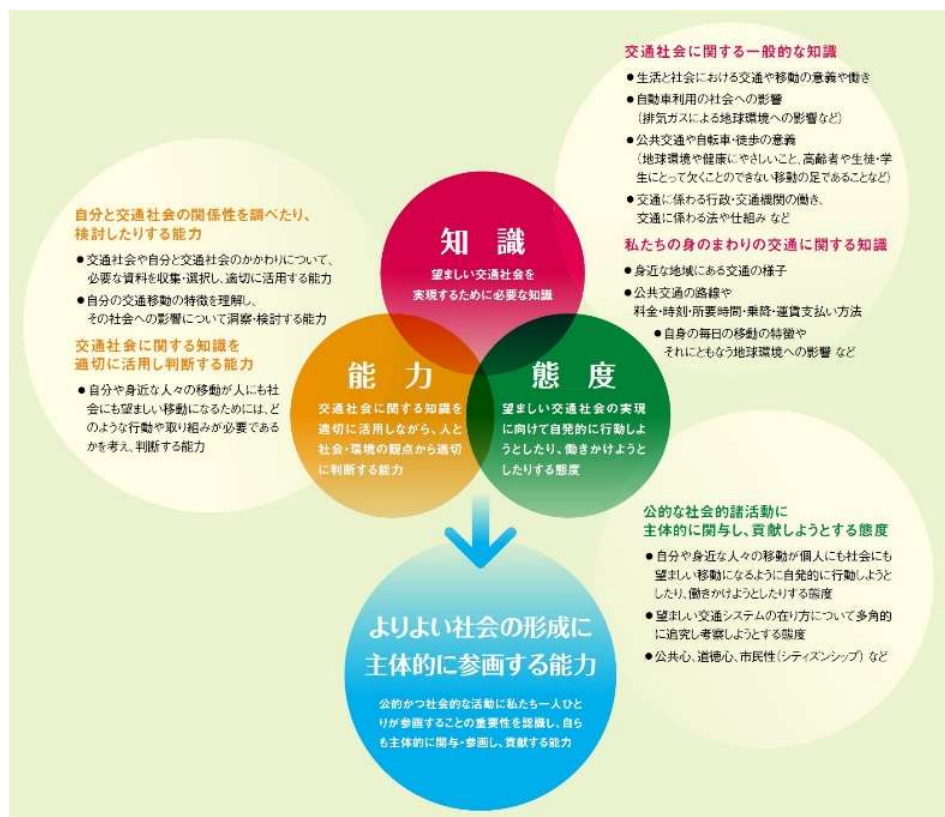 交通社会に関する一般的な知識
●生活と社会における交通や移動の意義や働き
●自動車利用の社会への影響
(排気ガスによる地球環境への影響など)
●公共交通や自転車・徒歩の意義
(地球環境や健康にやさしいこと、高齢者や生徒・学
生にとって欠くことのできない移動の足であることなど)
●交通に係わる行政・交通機関の働き、
交通に係わる法や仕組み など
私たちの身のまわりの交通に関する知識
●身近な地域にある交通の様子
●公共交通の路線や
料金・時刻・所要時間・乗降・運賃支払い方法
●自身の毎日の移動の特徴や
それにともなう地球環境への影響 など
知 識
望ましい交通社会を
実現するために必要な知識
自分と交通社会の関係性を調べたり、
検討したりする能力
●交通社会や自分と交通社会のかかわりについて、
必要な資料を収集・選択し、適切に活用する能力
●自分の交通移動の特徴を理解し、
その社会への影響について洞察・検討する能力
交通社会に関する知識を
適切に活用し判断する能力
●自分や身近な人々の移動が人にも社
会にも望ましい移動になるためには、ど
のような行動や取り組みが必要である
かを考え、判断する能力
能 力
交通社会に関する知識を
適切に活用しながら、人と
社会・環境の観点から適切
に判断する能力
態 度
望ましい交通社会の実現
に向けて自発的に行動しよ
うとしたり、働きかけようと
したりする態度
公的な社会的諸活動に
主体的に関与し、貢献しようとする態度
●自分や身近な人々の移動が個人にも社会にも
望ましい移動になるように自発的に行動しようと
したり、働きかけようとしたりする態度
●望ましい交通システムの在り方について多角的
に追究し考察しようとする態度
●公共心、道徳心、市民性(シティズンシップ) など
よりよい社会の形成に
主体的に参画する能力
公的かつ社会的な活動に私たち一人ひと
りが参画することの重要性を認識し、自ら
も主体的に関与・参画し、貢献する能力